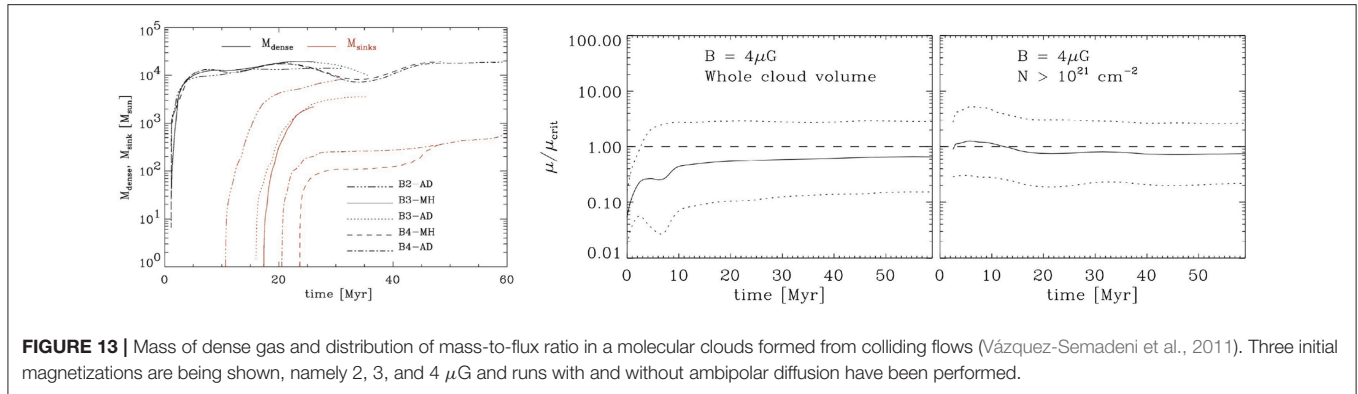 M_dense M_sinks
10^5
10^4
10^3
10^2
10^1
10^0
M_dense, M_sink [M_sun]
B2-AD
B3-MH
B3-AD
B4-MH
B4-AD
0 20 40 60
time [Myr]
100.00
10.00
1.00
0.10
0.01
μ/μ_crit
B = 4μG
Whole cloud volume
0 10 20 30 40 50
time [Myr]
B = 4μG
N > 10^21 cm^-2
0 10 20 30 40 50
time [Myr]
FIGURE 13 | Mass of dense gas and distribution of mass-to-flux ratio in a molecular clouds formed from colliding flows (Vázquez-Semadeni et al., 2011). Three initial
magnetizations are being shown, namely 2, 3, and 4 μG and runs with and without ambipolar diffusion have been performed.